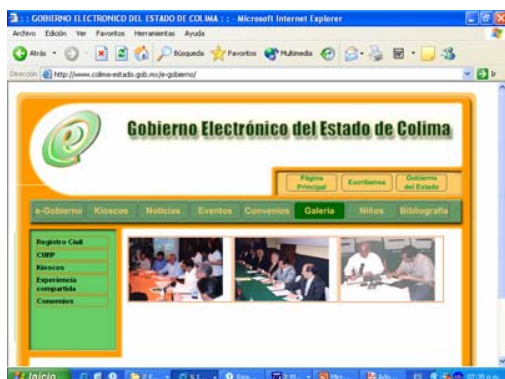 : : GOBIERNO ELECTRONICO DEL ESTADO DE COLIMA : : - Microsoft Internet Explorer
Archivo Edición Ver Favoritos Herramientas Ayuda
Atrás Búsqueda Favoritos Multimedia
Dirección http://www.colima-estado.gob.mx/e-gobierno/ Ir
Gobierno Electrónico del Estado de Colima
Página Principal Escríbenos Gobierno del Estado
e-Gobierno Kioscos Noticias Eventos Convenios Galería Niños Bibliografía
Registro Civil
CURP
Kioscos
Experiencia
compartida
Convenios
Inicio